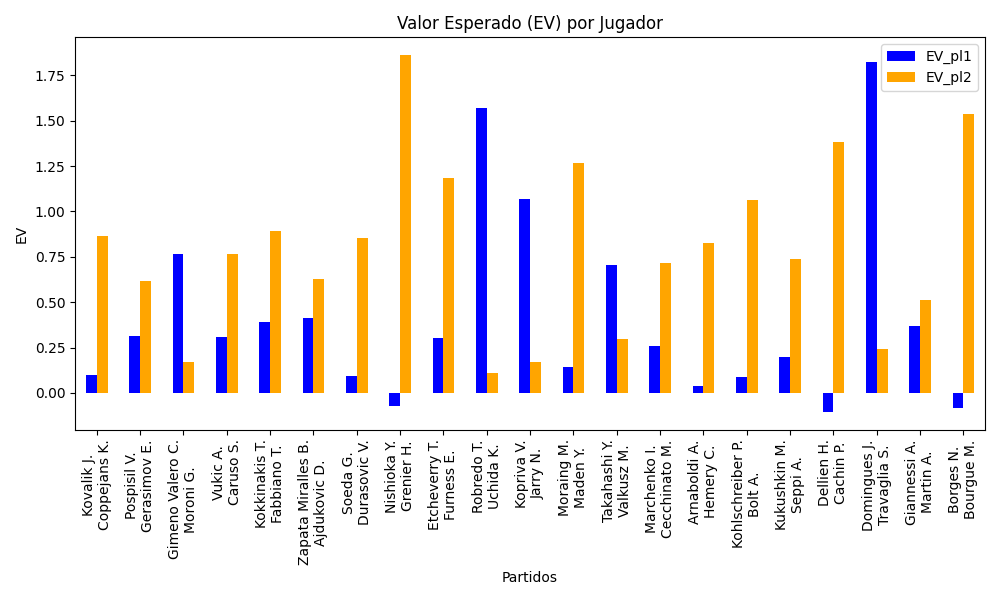 Valor Esperado (EV) por Jugador
EV_pl1
EV_pl2
EV
1.75
1.50
1.25
1.00
0.75
0.50
0.25
0.00
Kovalik J.
Coppejans K.
Pospisil V.
Gerasimov E.
Gimeno Valero C.
Moroni G.
Vukic A.
Caruso S.
Kokkinakis T.
Fabbiano T.
Zapata Miralles B.
Ajdukovic D.
Soeda G.
Durasovic V.
Nishioka Y.
Grenier H.
Etcheverry T.
Furness E.
Robredo T.
Uchida K.
Kopriva V.
Jarry N.
Moraing M.
Maden Y.
Takahashi Y.
Valkusz M.
Marchenko I.
Cecchinato M.
Arnaboldi A.
Hemery C.
Kohlschreiber P.
Bolt A.
Kukushkin M.
Seppi A.
Dellien H.
Cachin P.
Domingues J.
Travaglia S.
Giannessi A.
Martin A.
Borges N.
Bourgue M.
Partidos